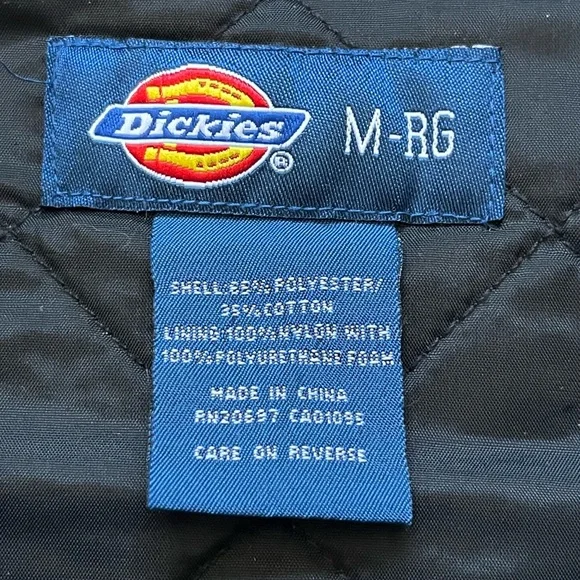 Dickies ® M-RG
SHELL:65% POLYESTER/
35% COTTON
LINING:100% NYLON WITH
100% POLYURETHANE FOAM
MADE IN CHINA
RN20697 CA01095
CARE ON REVERSE